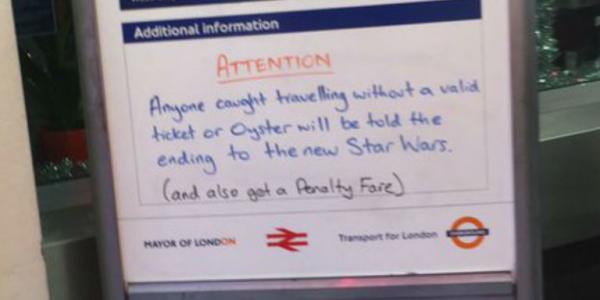 Additional information
ATTENTION
Anyone caught travelling without a valid
ticket or Oyster will be told the
ending to the new Star Wars.
(and also get a Penalty Fare)
MAYOR OF LONDON
Transport for London